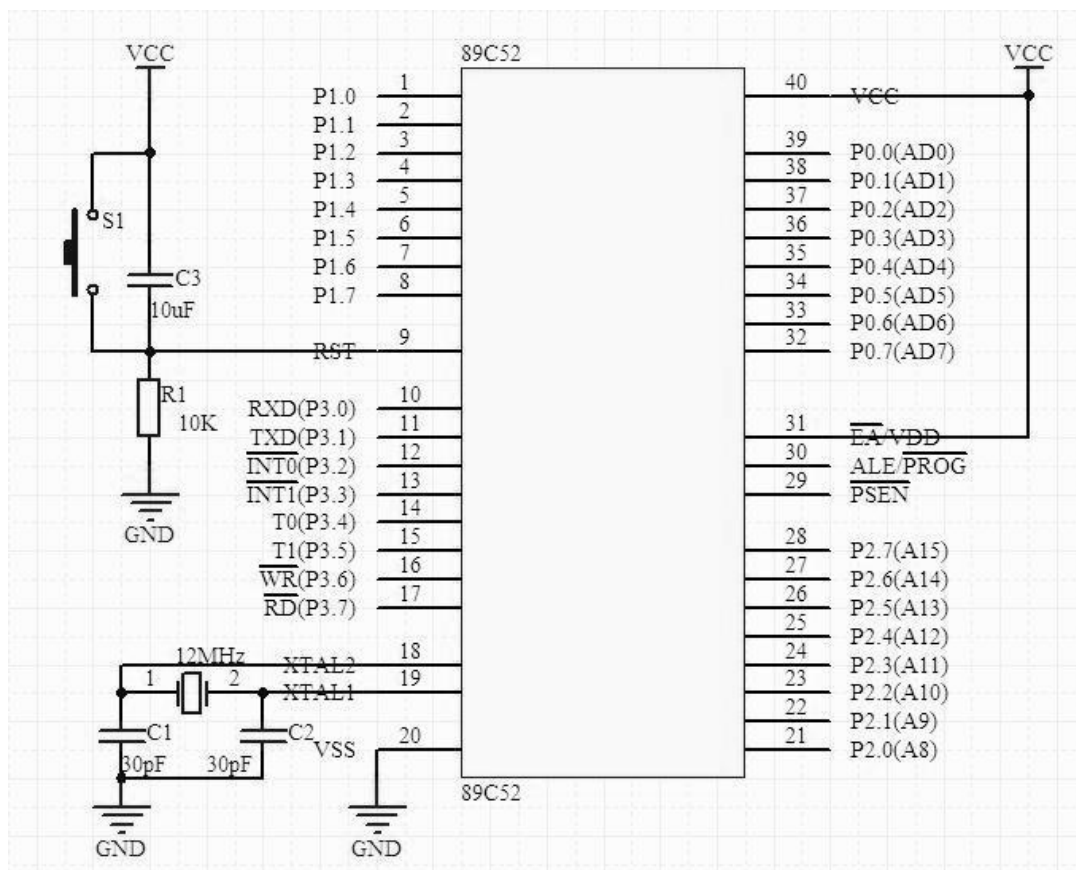 VCC
89C52
VCC
P1.0 1
P1.1 2
P1.2 3
P1.3 4
P1.4 5
P1.5 6
P1.6 7
P1.7 8
RST 9
RXD(P3.0) 10
TXD(P3.1) 11
INT0(P3.2) 12
INT1(P3.3) 13
T0(P3.4) 14
T1(P3.5) 15
WR(P3.6) 16
RD(P3.7) 17
XTAL2 18
XTAL1 19
VSS 20
40 VCC
39 P0.0(AD0)
38 P0.1(AD1)
37 P0.2(AD2)
36 P0.3(AD3)
35 P0.4(AD4)
34 P0.5(AD5)
33 P0.6(AD6)
32 P0.7(AD7)
31 EA/VDD
30 ALE/PROG
29 PSEN
28 P2.7(A15)
27 P2.6(A14)
26 P2.5(A13)
25 P2.4(A12)
24 P2.3(A11)
23 P2.2(A10)
22 P2.1(A9)
21 P2.0(A8)
S1
C3
10uF
R1
10K
GND
12MHz
1 2
C1 C2
30pF 30pF
GND GND
89C52